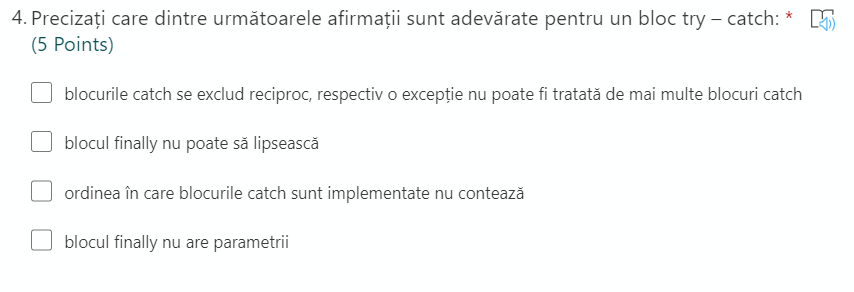 4. Precizați care dintre următoarele afirmații sunt adevărate pentru un bloc try – catch: *
(5 Points)
blocurile catch se exclud reciproc, respectiv o excepție nu poate fi tratată de mai multe blocuri catch
blocul finally nu poate să lipsească
ordinea în care blocurile catch sunt implementate nu contează
blocul finally nu are parametrii